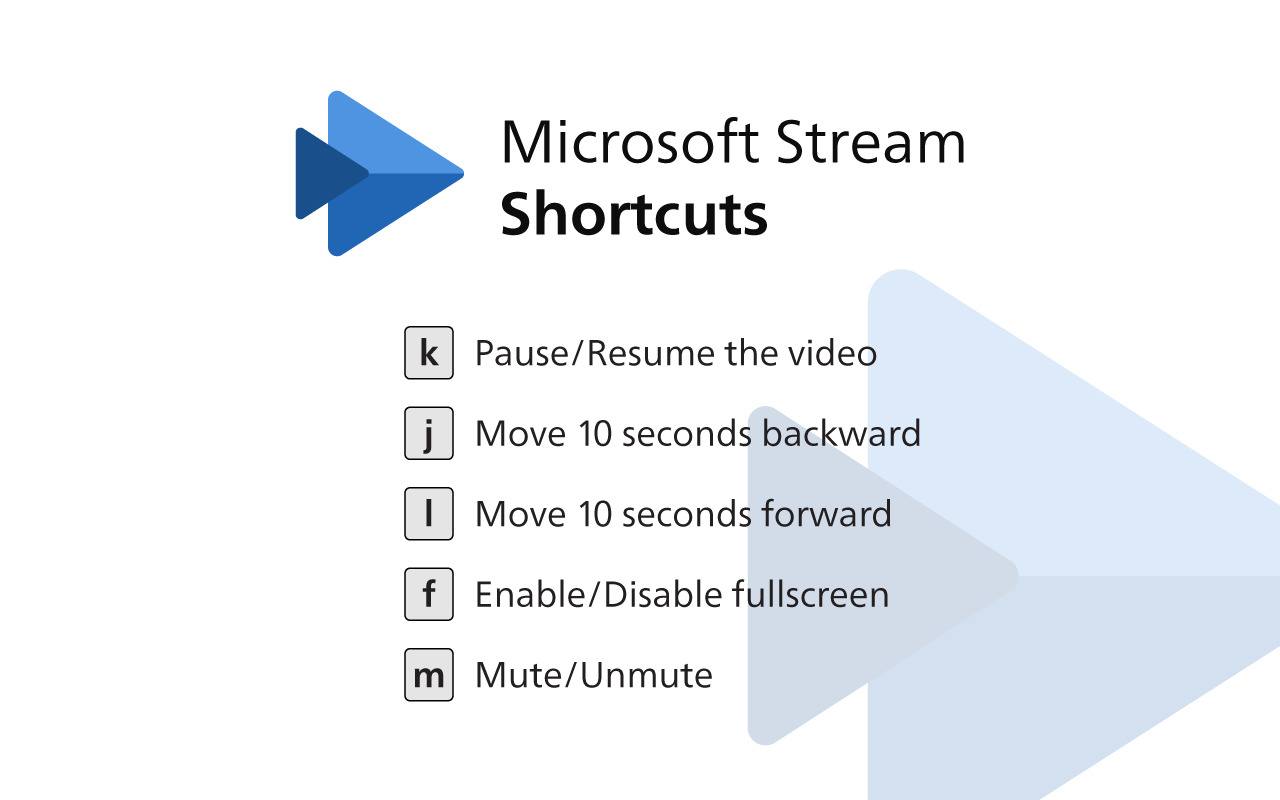 Microsoft Stream
Shortcuts
k Pause/Resume the video
j Move 10 seconds backward
l Move 10 seconds forward
f Enable/Disable fullscreen
m Mute/Unmute